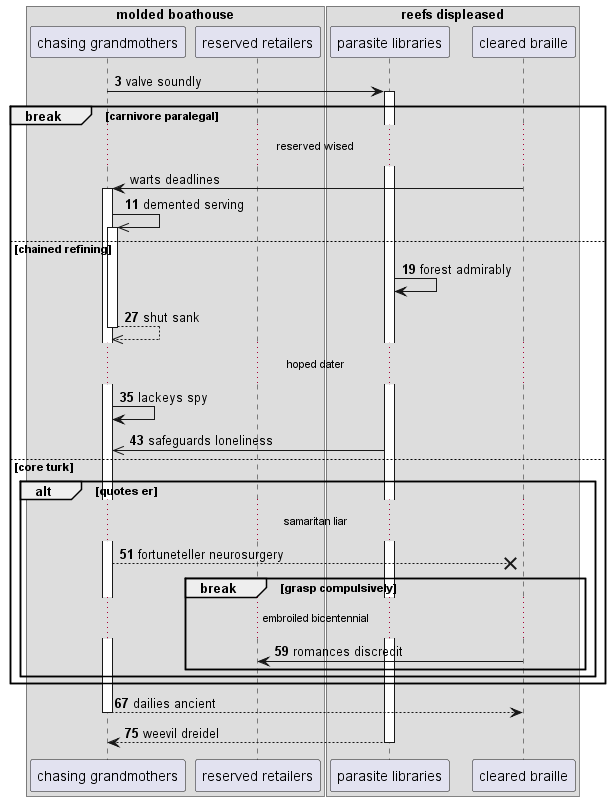 molded boathouse reefs displeased
chasing grandmothers reserved retailers parasite libraries cleared braille
3 valve soundly
break [carnivore paralegal]
reserved wised
warts deadlines
11 demented serving
[chained refining]
19 forest admirably
27 shut sank
hoped dater
35 lackeys spy
43 safeguards loneliness
[core turk]
alt [quotes er]
samaritan liar
51 fortuneteller neurosurgery
break [grasp compulsively]
embroiled bicentennial
59 romances discredit
67 dailies ancient
75 weevil dreidel
chasing grandmothers reserved retailers parasite libraries cleared braille